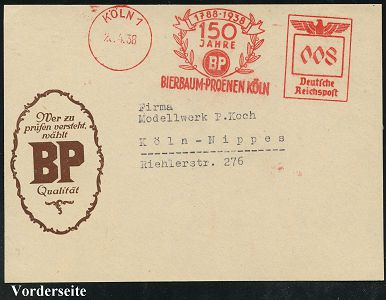 KÖLN 1
.4.38
1788-1938
150
JAHRE
BP
BIERBAUM-PROENEN KÖLN
008
Deutsche
Reichspost
Firma
Modellwerk P.Koch
Köln-Nippes
Riehlerstr. 276
Wer zu
prüfen versteht,
wählt
BP
Qualität
Vorderseite